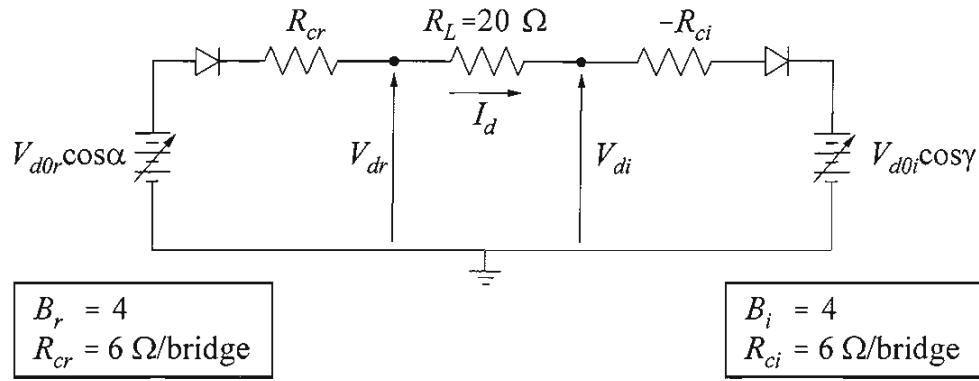 R_cr
R_L = 20 Ω
-R_ci
I_d
V_d0r cosα
V_dr
V_di
V_d0i cosγ
B_r = 4
R_cr = 6 Ω/bridge
B_i = 4
R_ci = 6 Ω/bridge